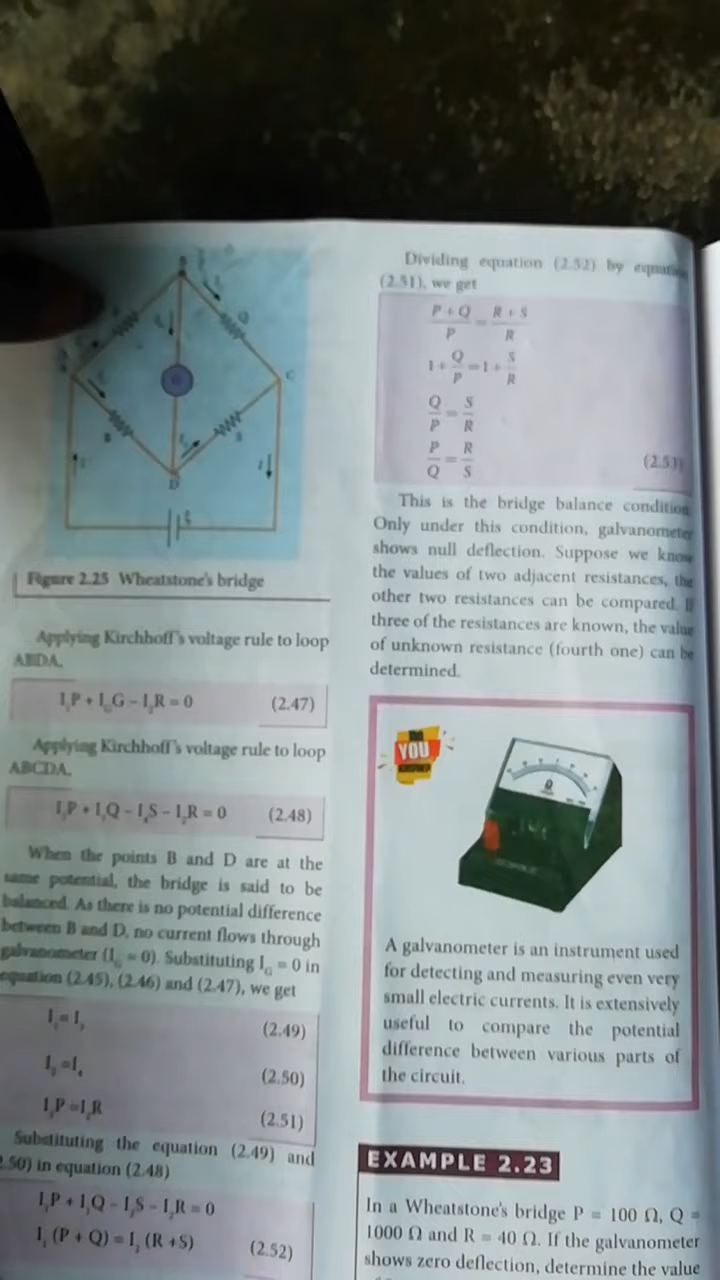 C
D
Figure 2.25 Wheatstone's bridge
Applying Kirchhoff's voltage rule to loop
ABDA,
I₁P + I_G G – I₂R = 0 (2.47)
Applying Kirchhoff's voltage rule to loop
ABCDA,
I₁P + I₃Q – I₄S – I₂R = 0 (2.48)
When the points B and D are at the
same potential, the bridge is said to be
balanced. As there is no potential difference
between B and D, no current flows through
galvanometer (I_G = 0). Substituting I_G = 0 in
equation (2.45), (2.46) and (2.47), we get
I₁ = I₃ (2.49)
I₂ = I₄ (2.50)
I₁P = I₂R (2.51)
Substituting the equation (2.49) and
2.50) in equation (2.48)
I₁P + I₁Q – I₂S – I₂R = 0
I₁ (P + Q) = I₂ (R + S) (2.52)
Dividing equation (2.52) by equation
(2.51), we get
(P + Q)/P = (R + S)/R
1 + Q/P = 1 + S/R
Q/P = S/R
P/Q = R/S (2.53)
This is the bridge balance condition.
Only under this condition, galvanometer
shows null deflection. Suppose we know
the values of two adjacent resistances, the
other two resistances can be compared. If
three of the resistances are known, the value
of unknown resistance (fourth one) can be
determined.
DO
YOU
KNOW?
A galvanometer is an instrument used
for detecting and measuring even very
small electric currents. It is extensively
useful to compare the potential
difference between various parts of
the circuit.
EXAMPLE 2.23
In a Wheatstone's bridge P = 100 Ω, Q =
1000 Ω and R = 40 Ω. If the galvanometer
shows zero deflection, determine the value